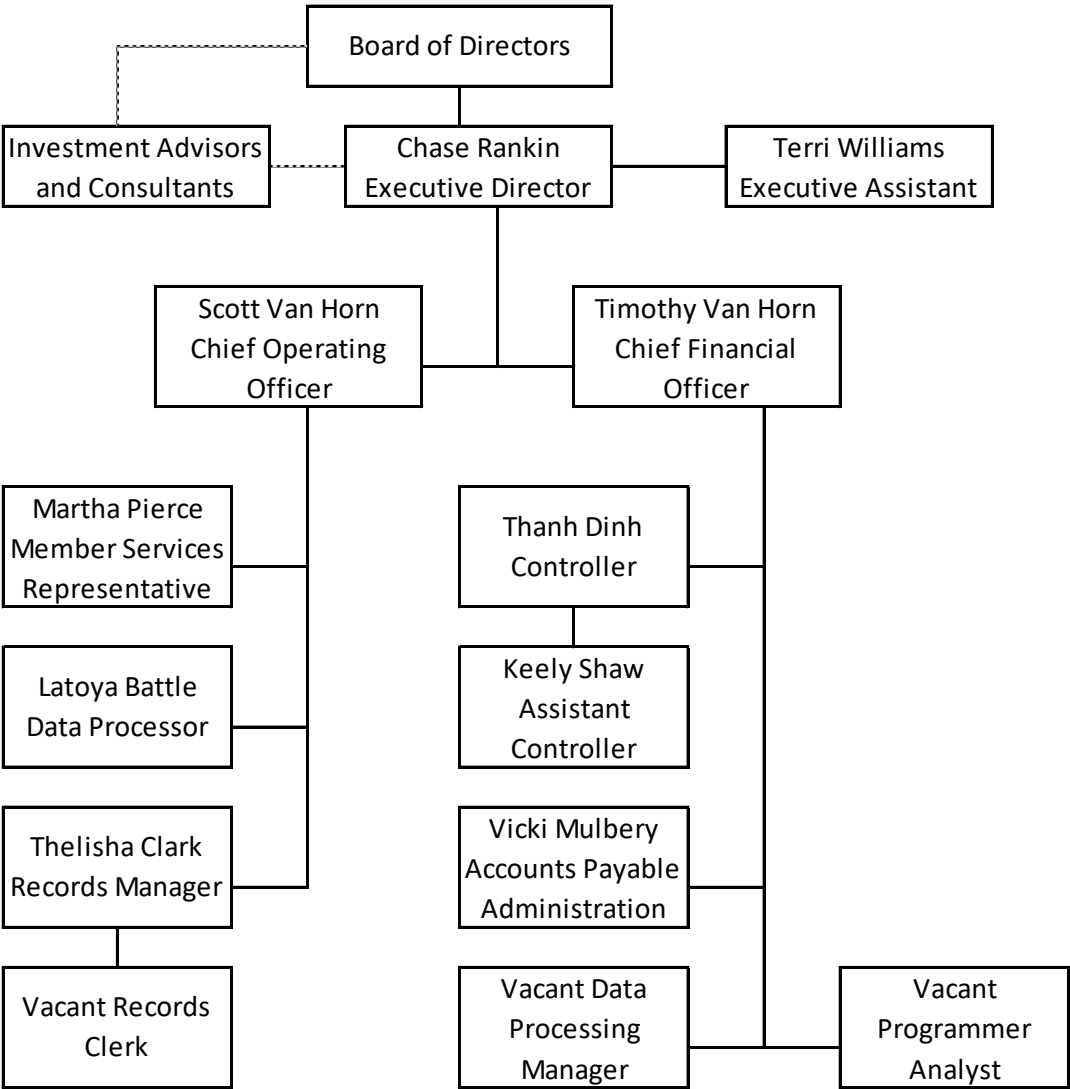 Board of Directors
Investment Advisors
and Consultants
Chase Rankin
Executive Director
Terri Williams
Executive Assistant
Scott Van Horn
Chief Operating
Officer
Timothy Van Horn
Chief Financial
Officer
Martha Pierce
Member Services
Representative
Thanh Dinh
Controller
Latoya Battle
Data Processor
Keely Shaw
Assistant
Controller
Thelisha Clark
Records Manager
Vicki Mulbery
Accounts Payable
Administration
Vacant Records
Clerk
Vacant Data
Processing
Manager
Vacant
Programmer
Analyst